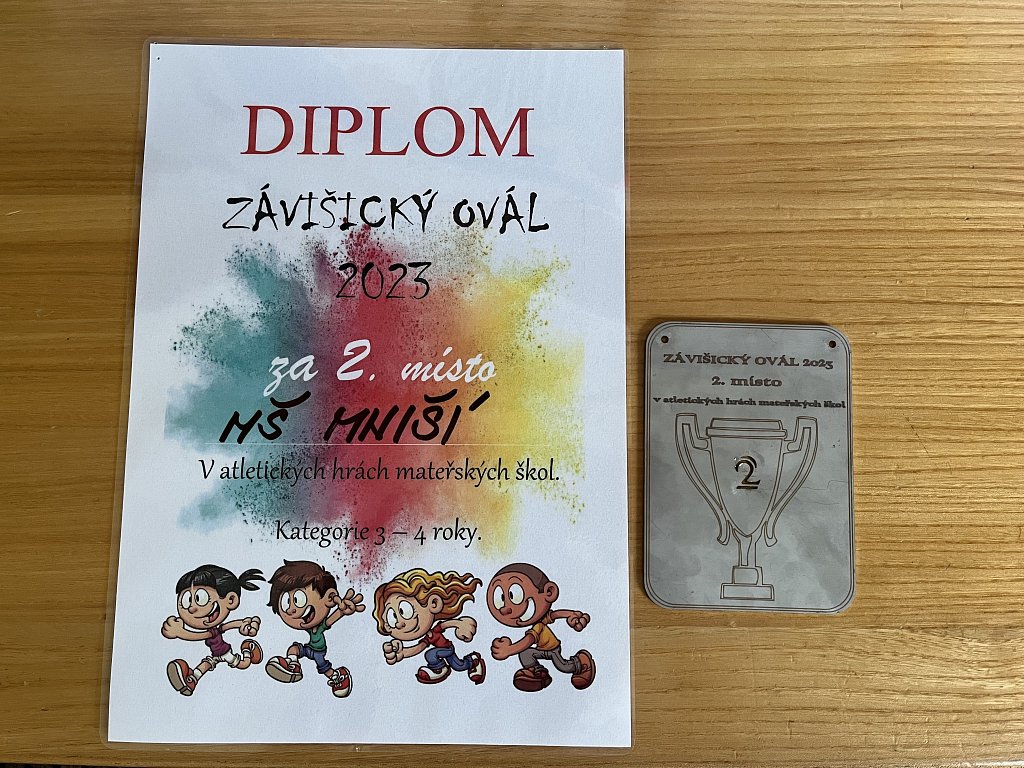 DIPLOM
ZÁVIŠICKÝ OVÁL
2023
za 2. místo
MŠ MNIŠÍ
V atletických hrách mateřských škol.
Kategorie 3 – 4 roky.
ZÁVIŠICKÝ OVÁL 2023
2. místo
v atletických hrách mateřských škol
2